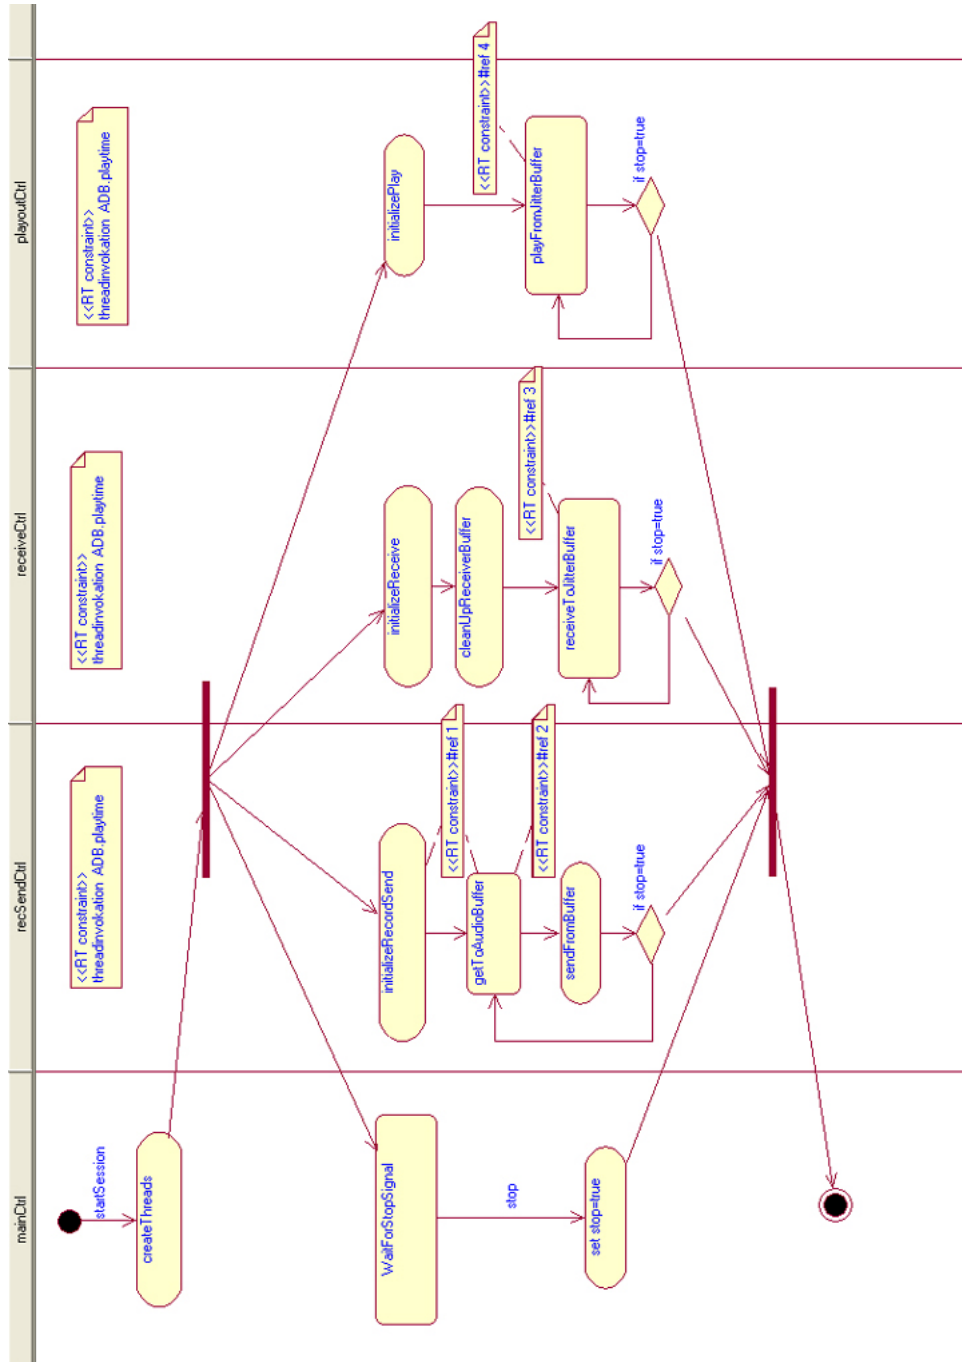 mainCtrl
recSendCtrl
receiveCtrl
playoutCtrl
<<RT constraint>>
threadinvokation ADB.playtime
<<RT constraint>>
threadinvokation ADB.playtime
<<RT constraint>>
threadinvokation ADB.playtime
startSession
createThreads
WaitForStopSignal
stop
set stop=true
initializeRecordSend
<<RT constraint>>#ref 1
getToAudioBuffer
<<RT constraint>>#ref 2
sendFromBuffer
if stop=true
initializeReceive
cleanUpReceiverBuffer
<<RT constraint>>#ref 3
receiveToJitterBuffer
if stop=true
initializePlay
<<RT constraint>>#ref 4
playFromJitterBuffer
if stop=true